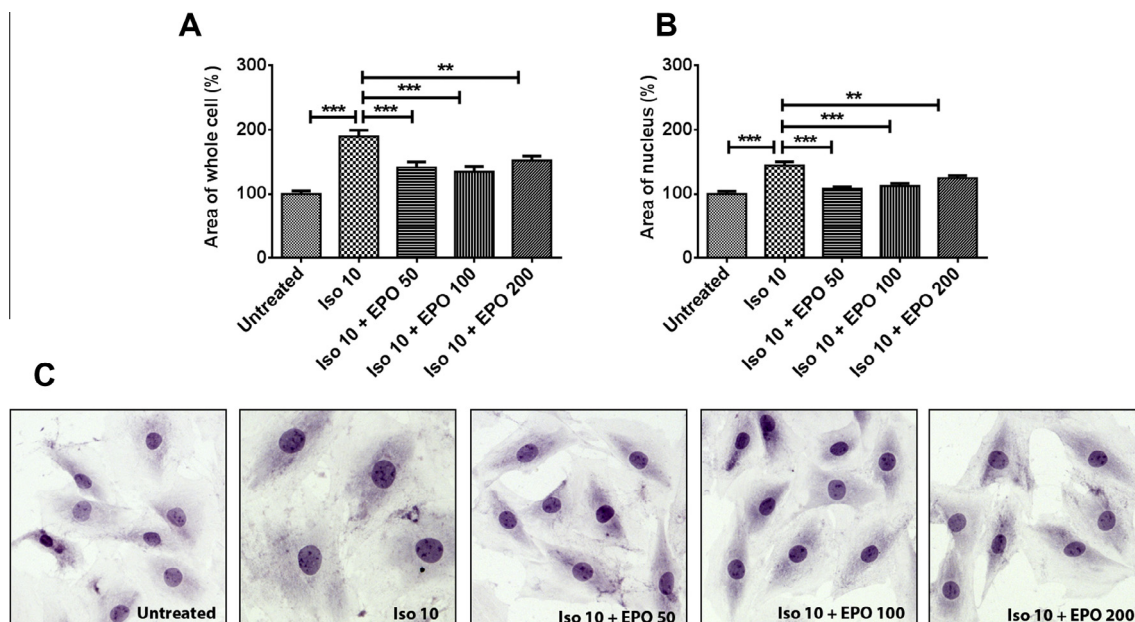 A
Area of whole cell (%)
300
200
100
0
***
***
***
**
Untreated
Iso 10
Iso 10 + EPO 50
Iso 10 + EPO 100
Iso 10 + EPO 200
B
Area of nucleus (%)
300
200
100
0
***
***
***
**
Untreated
Iso 10
Iso 10 + EPO 50
Iso 10 + EPO 100
Iso 10 + EPO 200
C
Untreated
Iso 10
Iso 10 + EPO 50
Iso 10 + EPO 100
Iso 10 + EPO 200